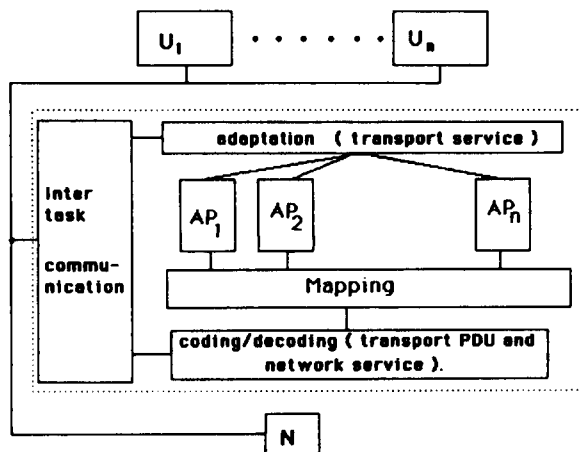 U1 . . . . . . . Un
adaptation ( transport service )
inter
task
commu-
nication
AP1 AP2 APn
Mapping
coding/decoding ( transport PDU and
network service ).
N